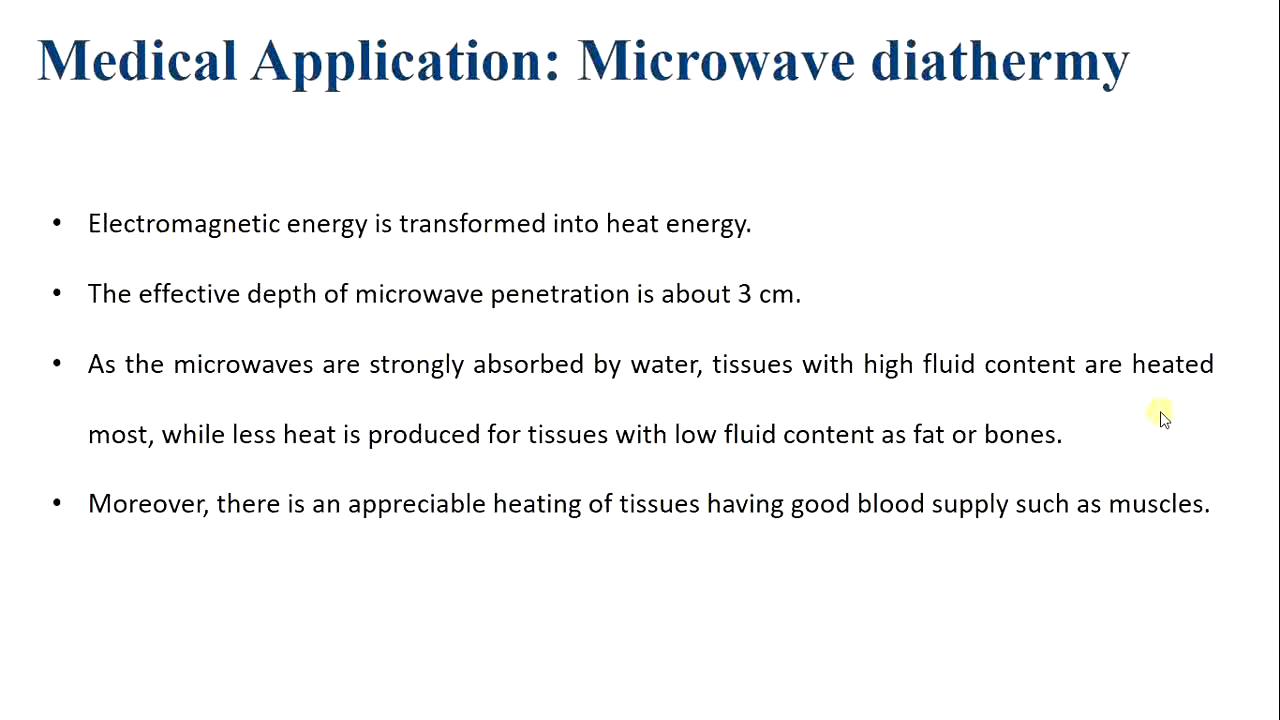 Medical Application: Microwave diathermy
• Electromagnetic energy is transformed into heat energy.
• The effective depth of microwave penetration is about 3 cm.
• As the microwaves are strongly absorbed by water, tissues with high fluid content are heated
most, while less heat is produced for tissues with low fluid content as fat or bones.
• Moreover, there is an appreciable heating of tissues having good blood supply such as muscles.